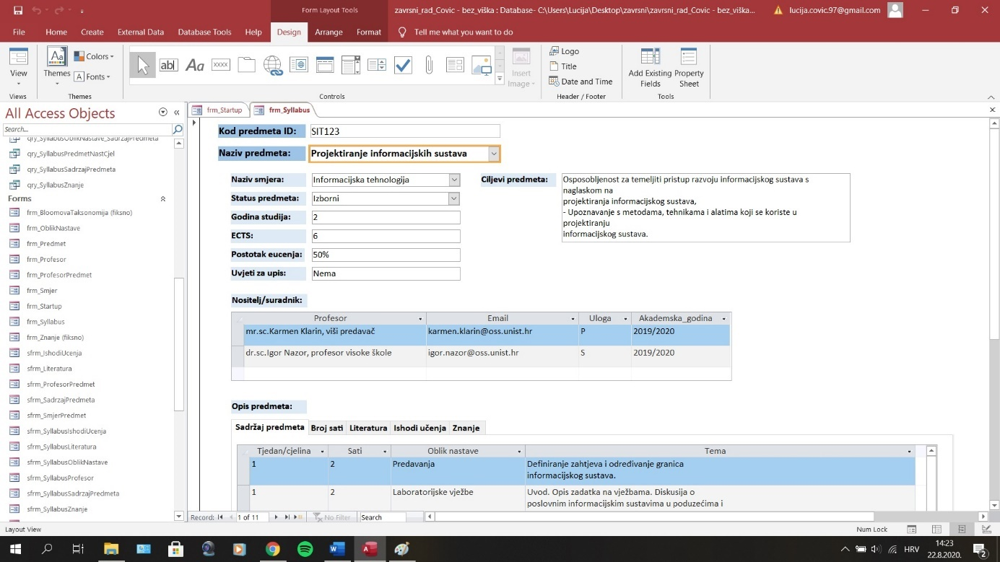 Form Layout Tools
zavrsni_rad_Covic - bez_viška : Database- C:\Users\Lucija\Desktop\zavrsni\zavrsni_rad_Covic - bez_viška...
lucija.covic.97@gmail.com
File Home Create External Data Database Tools Help Design Arrange Format Tell me what you want to do
View
Views
Themes
Colors
Fonts
Themes
ab|
Aa
XXXX
Controls
Insert
Image
Logo
Title
Date and Time
Header / Footer
Add Existing
Fields
Property
Sheet
Tools
All Access Objects
Search...
qry_SyllabusOblikNastave_SadrzajPredmeta
qry_SyllabusPredmetNastCjel
qry_SyllabusSadrzajPredmeta
qry_SyllabusZnanje
Forms
frm_BloomovaTaksonomija (fiksno)
frm_OblikNastave
frm_Predmet
frm_Profesor
frm_ProfesorPredmet
frm_Smjer
frm_Startup
frm_Syllabus
frm_Znanje (fiksno)
sfrm_IshodiUcenja
sfrm_Literatura
sfrm_ProfesorPredmet
sfrm_SadrzajPredmeta
sfrm_SmjerPredmet
sfrm_SyllabusIshodiUcenja
sfrm_SyllabusLiteratura
sfrm_SyllabusOblikNastave
sfrm_SyllabusProfesor
sfrm_SyllabusSadrzajPredmeta
sfrm_SyllabusZnanje
frm_Startup frm_Syllabus
Kod predmeta ID: SIT123
Naziv predmeta: Projektiranje informacijskih sustava
Naziv smjera: Informacijska tehnologija
Status predmeta: Izborni
Godina studija: 2
ECTS: 6
Postotak eucenja: 50%
Uvjeti za upis: Nema
Ciljevi predmeta:
Osposobljenost za temeljiti pristup razvoju informacijskog sustava s
naglaskom na
projektiranja informacijskog sustava,
- Upoznavanje s metodama, tehnikama i alatima koji se koriste u
projektiranju
informacijskog sustava.
Nositelj/suradnik:
Profesor Email Uloga Akademska_godina
mr.sc.Karmen Klarin, viši predavač karmen.klarin@oss.unist.hr P 2019/2020
dr.sc.Igor Nazor, profesor visoke škole igor.nazor@oss.unist.hr S 2019/2020
Opis predmeta:
Sadržaj predmeta Broj sati Literatura Ishodi učenja Znanje
Tjedan/cjelina Sati Oblik nastave Tema
1 2 Predavanja Definiranje zahtjeva i određivanje granica
informacijskog sustava.
1 2 Laboratorijske vježbe Uvod. Opis zadatka na vježbama. Diskusija o
poslovnim informacijskim sustavima u poduzećima i
Record: 1 of 11 No Filter Search
Layout View
Num Lock
HRV
14:23
22.8.2020.
2